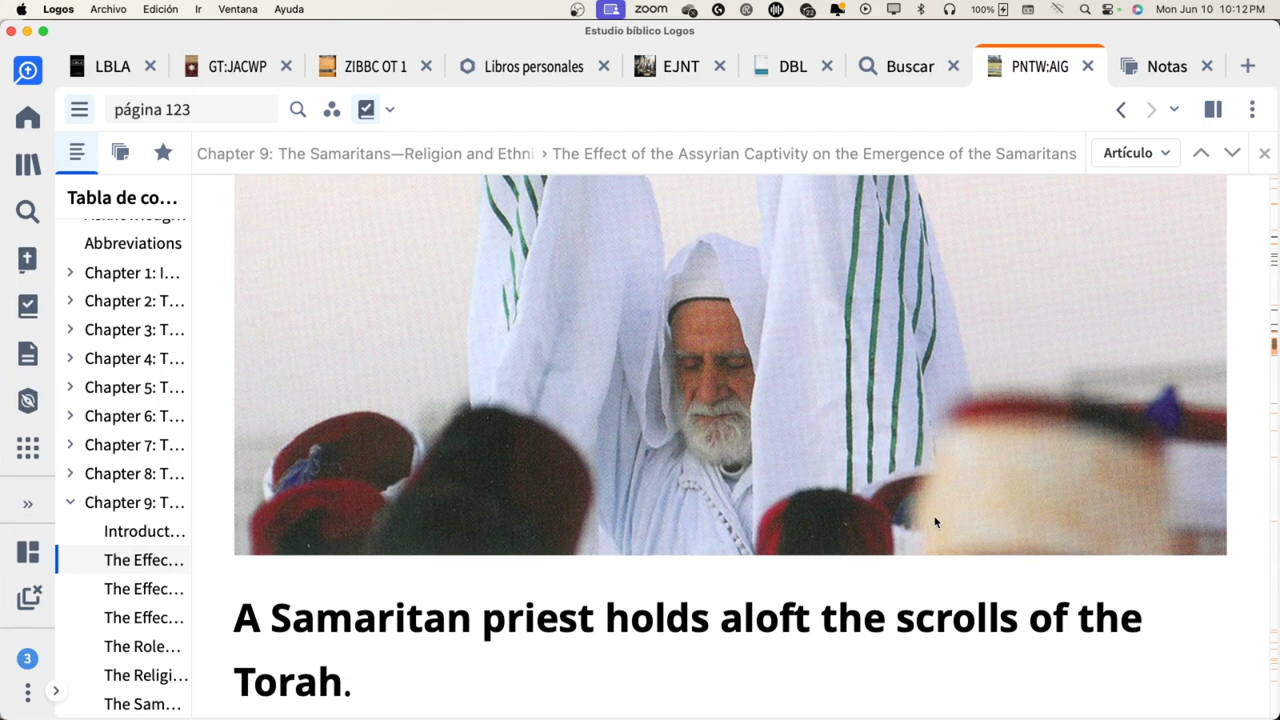 Logos Archivo Edición Ir Ventana Ayuda zoom 22 100% Mon Jun 10 10:12 PM
Estudio bíblico Logos
LBLA GT:JACWP ZIBBC OT 1 Libros personales EJNT DBL Buscar PNTW:AIG Notas
página 123
Chapter 9: The Samaritans—Religion and Ethni › The Effect of the Assyrian Captivity on the Emergence of the Samaritans Artículo
Tabla de co...
Abbreviations
Chapter 1: I...
Chapter 2: T...
Chapter 3: T...
Chapter 4: T...
Chapter 5: T...
Chapter 6: T...
Chapter 7: T...
Chapter 8: T...
Chapter 9: T...
Introduct...
The Effec...
The Effec...
The Effec...
The Role...
The Religi...
The Sam...
3
A Samaritan priest holds aloft the scrolls of the
Torah.